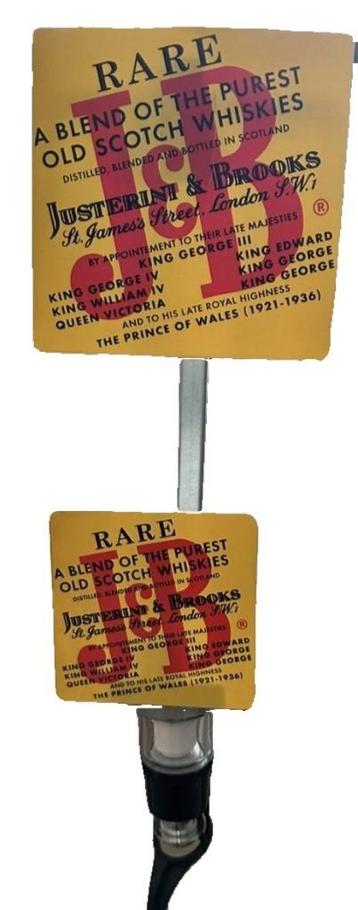 RARE
A BLEND OF THE PUREST
OLD SCOTCH WHISKIES
DISTILLED, BLENDED AND BOTTLED IN SCOTLAND
J&B
JUSTERINI & BROOKS
St. James's Street, London S.W.1
®
BY APPOINTEMENT TO THEIR LATE MAJESTIES
KING GEORGE III
KING GEORGE IV KING EDWARD
KING WILLIAM IV KING GEORGE
QUEEN VICTORIA KING GEORGE
AND TO HIS LATE ROYAL HIGHNESS
THE PRINCE OF WALES (1921-1936)
RARE
A BLEND OF THE PUREST
OLD SCOTCH WHISKIES
DISTILLED, BLENDED AND BOTTLED IN SCOTLAND
J&B
JUSTERINI & BROOKS
St. James's Street, London S.W.1
®
BY APPOINTEMENT TO THEIR LATE MAJESTIES
KING GEORGE III
KING GEORGE IV KING EDWARD
KING WILLIAM IV KING GEORGE
QUEEN VICTORIA KING GEORGE
AND TO HIS LATE ROYAL HIGHNESS
THE PRINCE OF WALES (1921-1936)